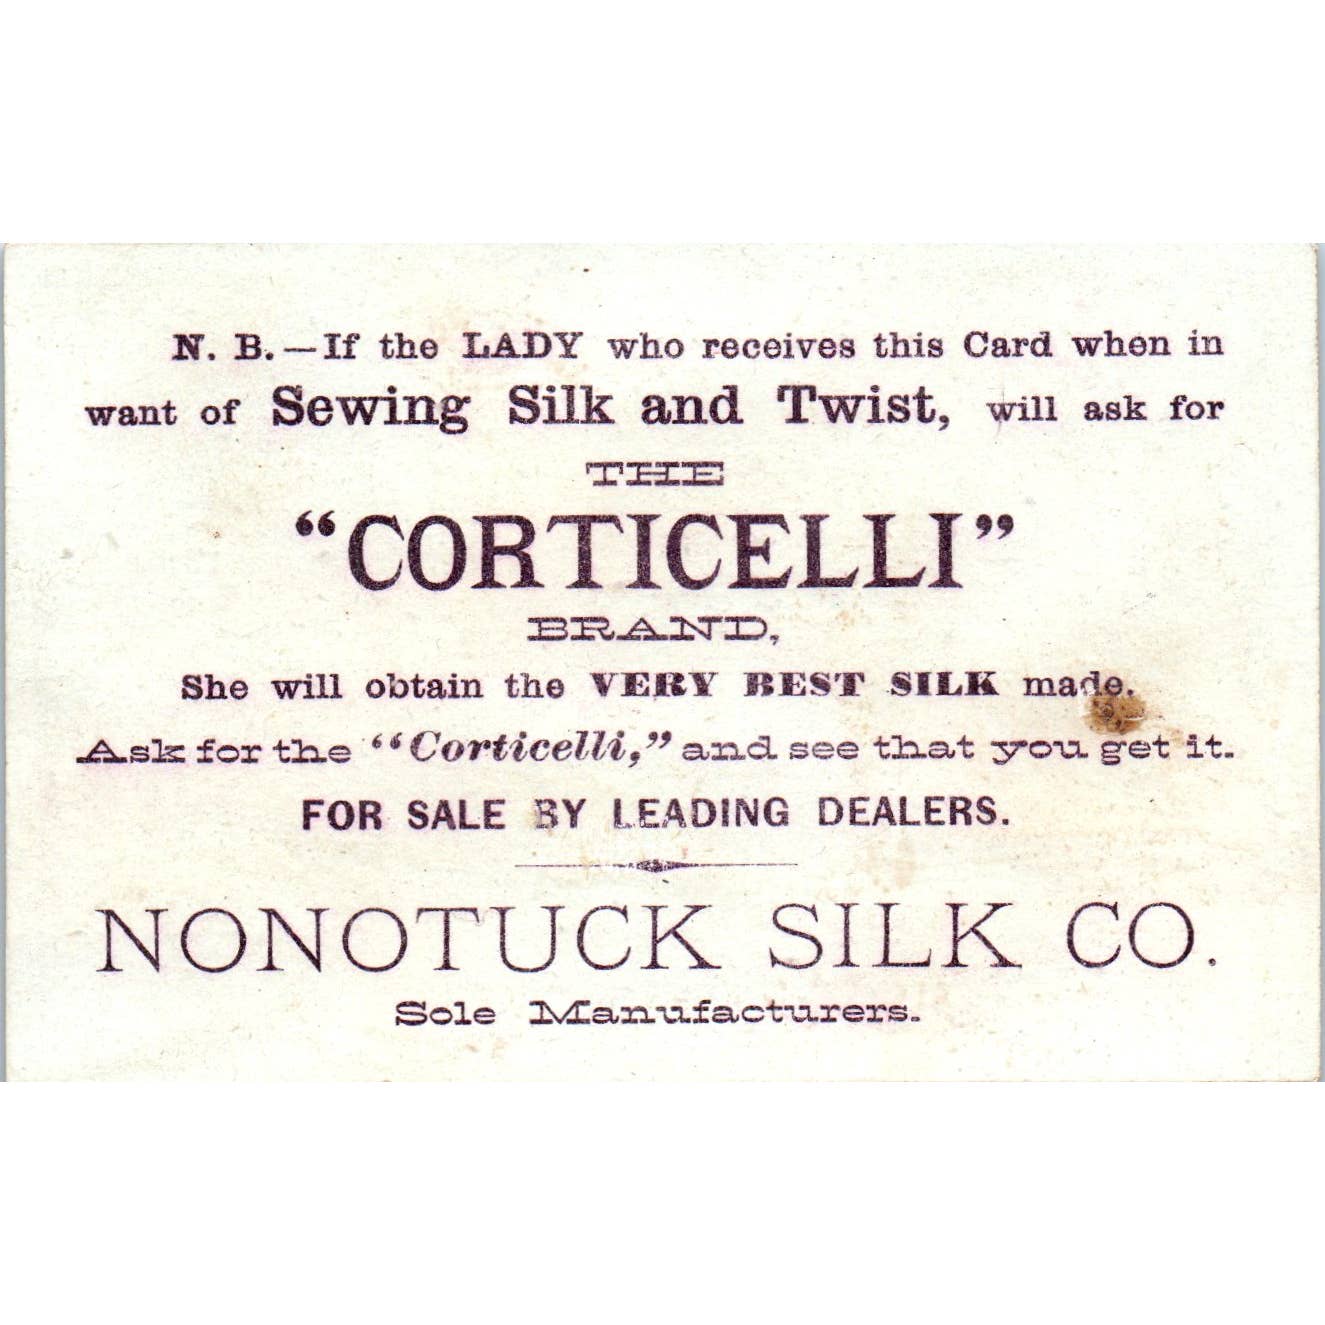 N. B.—If the LADY who receives this Card when in
want of Sewing Silk and Twist, will ask for
THE
“CORTICELLI”
BRAND,
She will obtain the VERY BEST SILK made.
Ask for the “Corticelli,” and see that you get it.
FOR SALE BY LEADING DEALERS.
NONOTUCK SILK CO.
Sole Manufacturers.